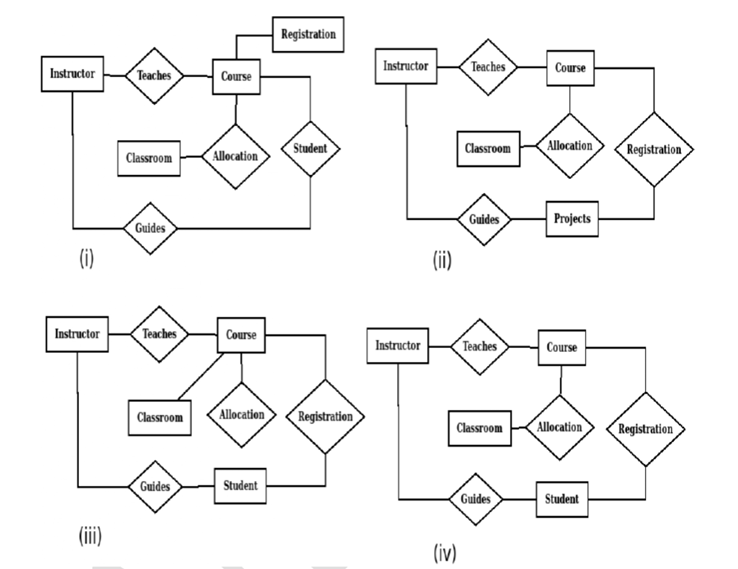 Registration
Instructor
Teaches
Course
Classroom
Allocation
Student
Guides
(i)
Instructor
Teaches
Course
Classroom
Allocation
Registration
Guides
Projects
(ii)
Instructor
Teaches
Course
Classroom
Allocation
Registration
Guides
Student
(iii)
Instructor
Teaches
Course
Classroom
Allocation
Registration
Guides
Student
(iv)